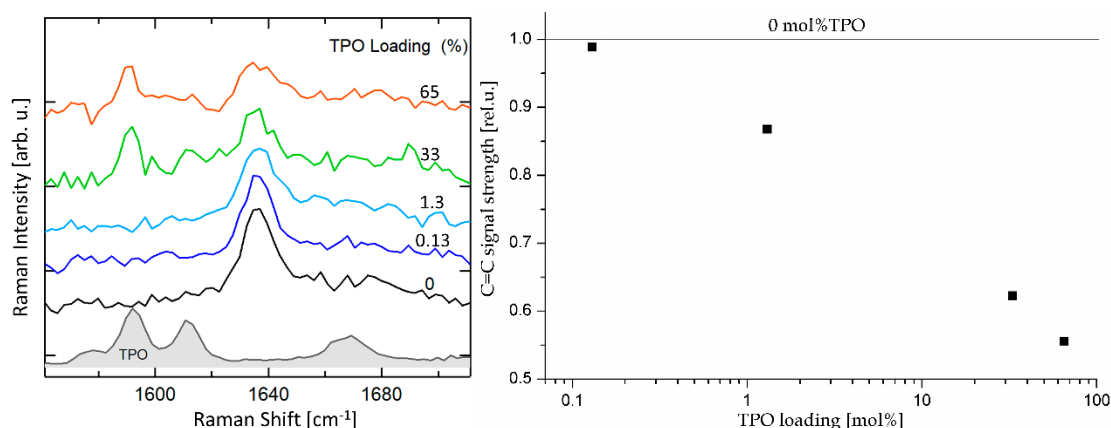 TPO Loading (%)
65
33
1.3
0.13
0
TPO
1600
1640
1680
Raman Shift [cm-1]
Raman Intensity [arb. u.]
0 mol%TPO
1.0
0.9
0.8
0.7
0.6
0.5
0.1
1
10
100
TPO loading [mol%]
C=C signal strength [rel.u.]